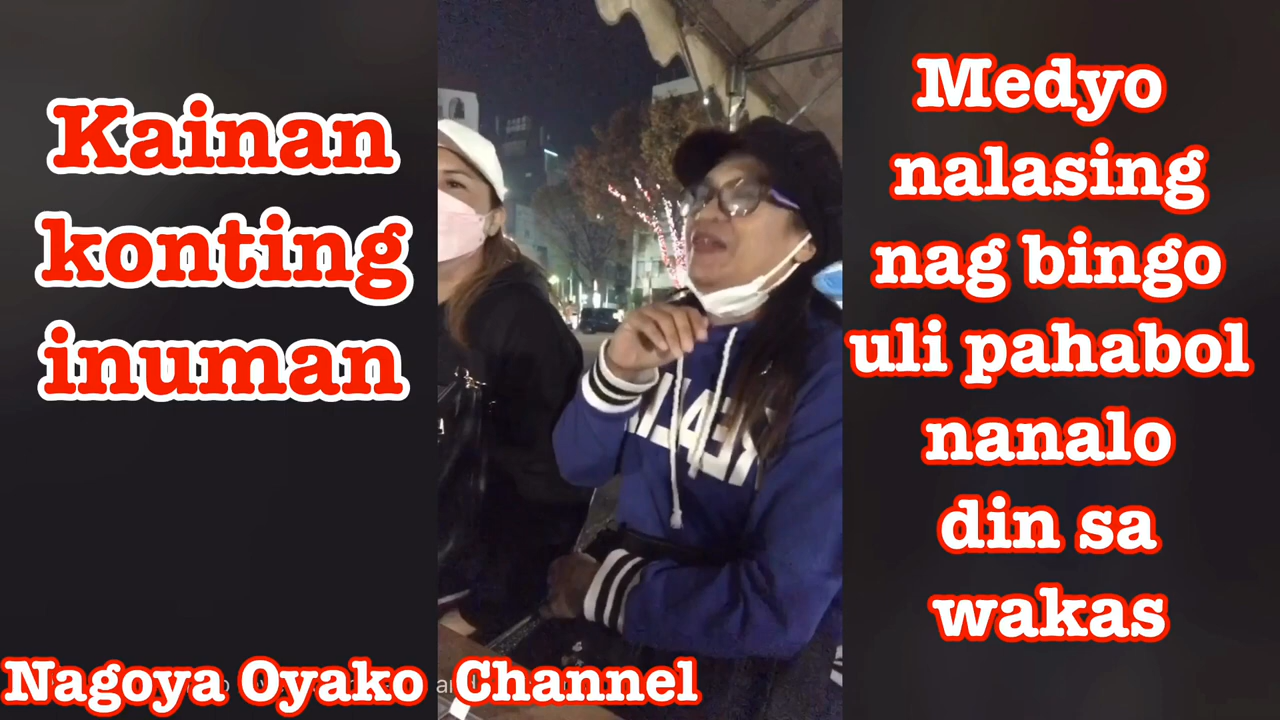 Kainan
konting
inuman
Medyo
nalasing
nag bingo
uli pahabol
nanalo
din sa
wakas
Nagoya Oyako Channel